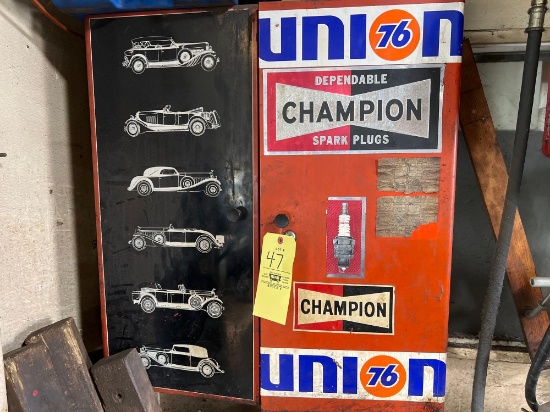 UNION 76
DEPENDABLE
CHAMPION
SPARK PLUGS
47
CHAMPION
UNION 76